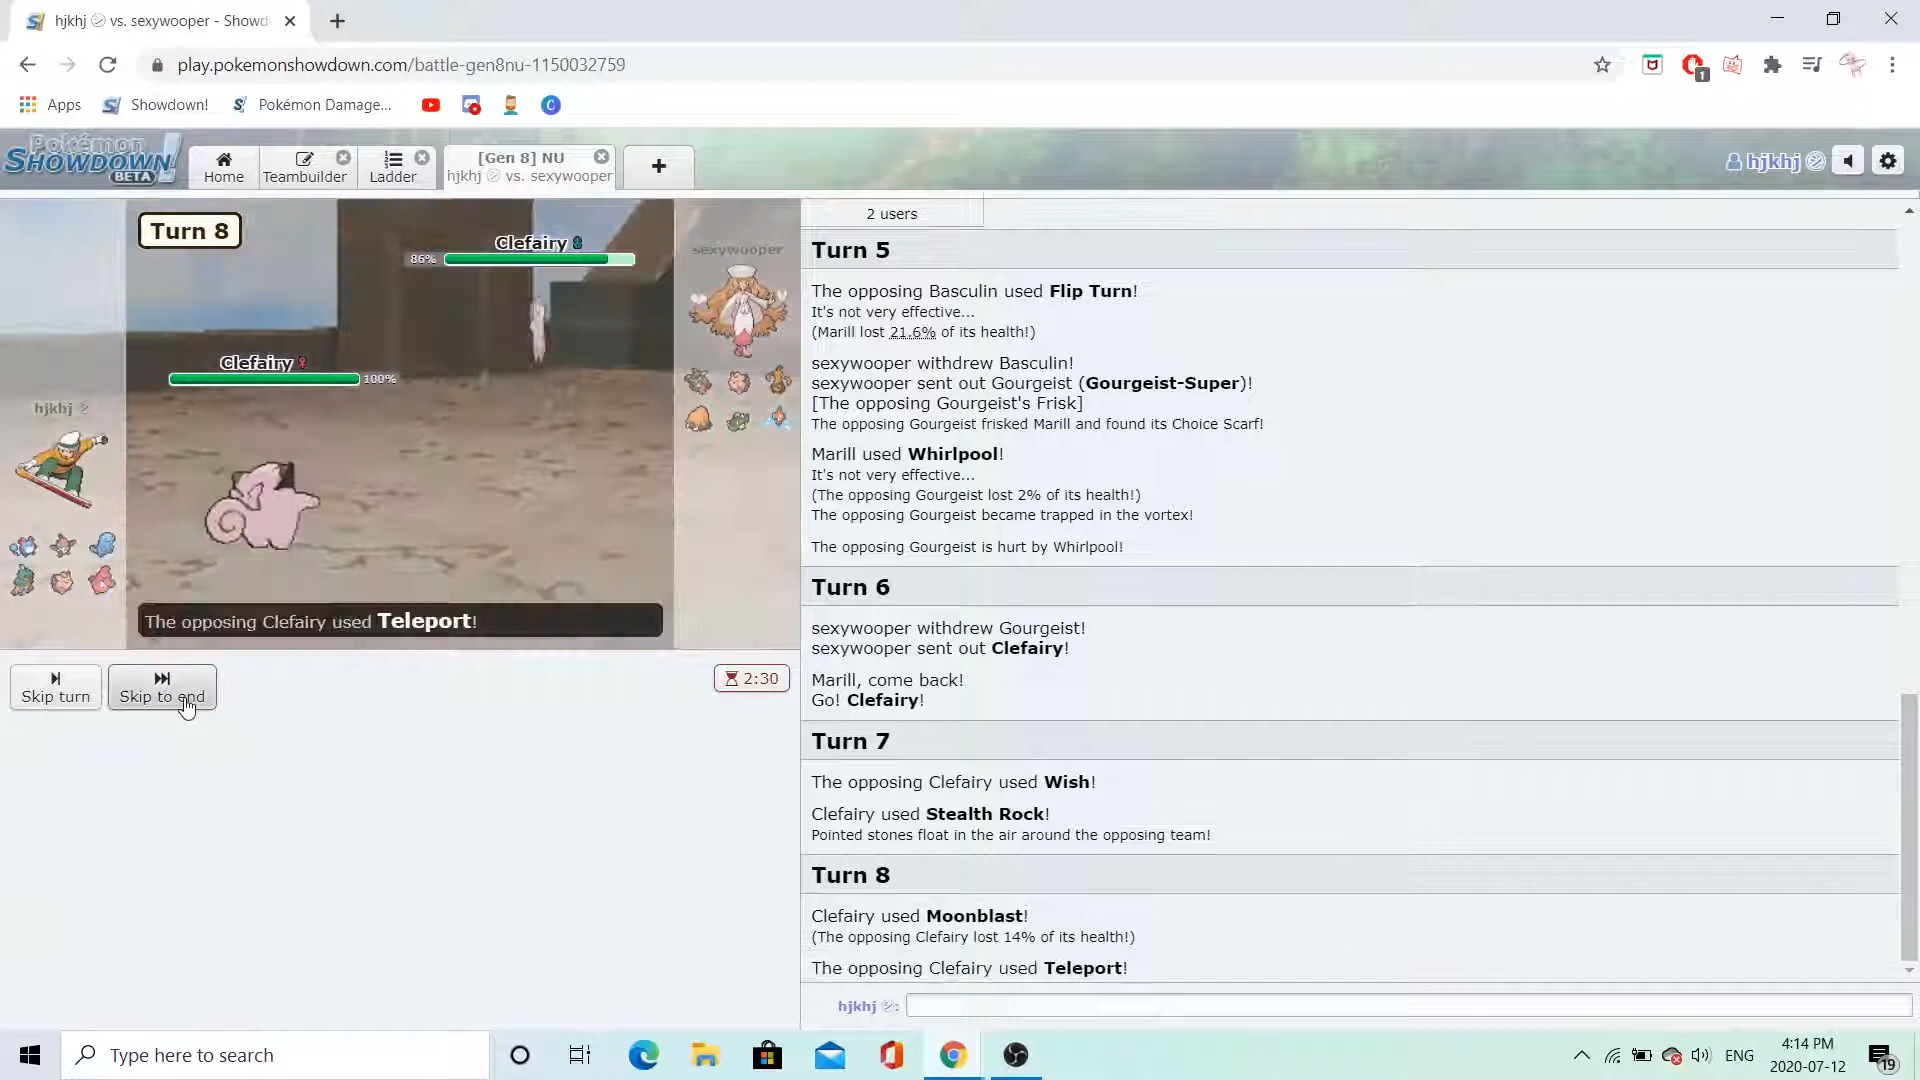 hjkhj vs. sexywooper - Showd
play.pokemonshowdown.com/battle-gen8nu-1150032759
1
Apps
Showdown!
Pokémon Damage...
C
Pokémon
SHOWDOWN!
BETA
Home
Teambuilder
Ladder
[Gen 8] NU
hjkhj vs. sexywooper
hjkhj
Turn 8
Clefairy
86%
sexywooper
Clefairy
100%
hjkhj
The opposing Clefairy used Teleport!
Skip turn
Skip to end
2:30
2 users
Turn 5
The opposing Basculin used Flip Turn!
It's not very effective...
(Marill lost 21.6% of its health!)
sexywooper withdrew Basculin!
sexywooper sent out Gourgeist (Gourgeist-Super)!
[The opposing Gourgeist's Frisk]
The opposing Gourgeist frisked Marill and found its Choice Scarf!
Marill used Whirlpool!
It's not very effective...
(The opposing Gourgeist lost 2% of its health!)
The opposing Gourgeist became trapped in the vortex!
The opposing Gourgeist is hurt by Whirlpool!
Turn 6
sexywooper withdrew Gourgeist!
sexywooper sent out Clefairy!
Marill, come back!
Go! Clefairy!
Turn 7
The opposing Clefairy used Wish!
Clefairy used Stealth Rock!
Pointed stones float in the air around the opposing team!
Turn 8
Clefairy used Moonblast!
(The opposing Clefairy lost 14% of its health!)
The opposing Clefairy used Teleport!
hjkhj :
Type here to search
ENG
4:14 PM
2020-07-12
19